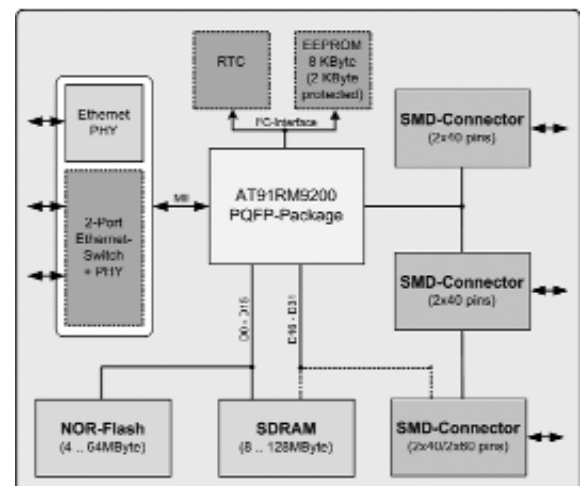 RTC
EEPROM
8 KByte
(2 KByte
protected)
I²C-Interface
Ethernet
PHY
2-Port
Ethernet-
Switch
+ PHY
MII
AT91RM9200
PQFP-Package
SMD-Connector
(2x40 pins)
SMD-Connector
(2x40 pins)
D0 - D15
D16 - D31
NOR-Flash
(4 .. 64MByte)
SDRAM
(8 .. 128MByte)
SMD-Connector
(2x40/2x60 pins)